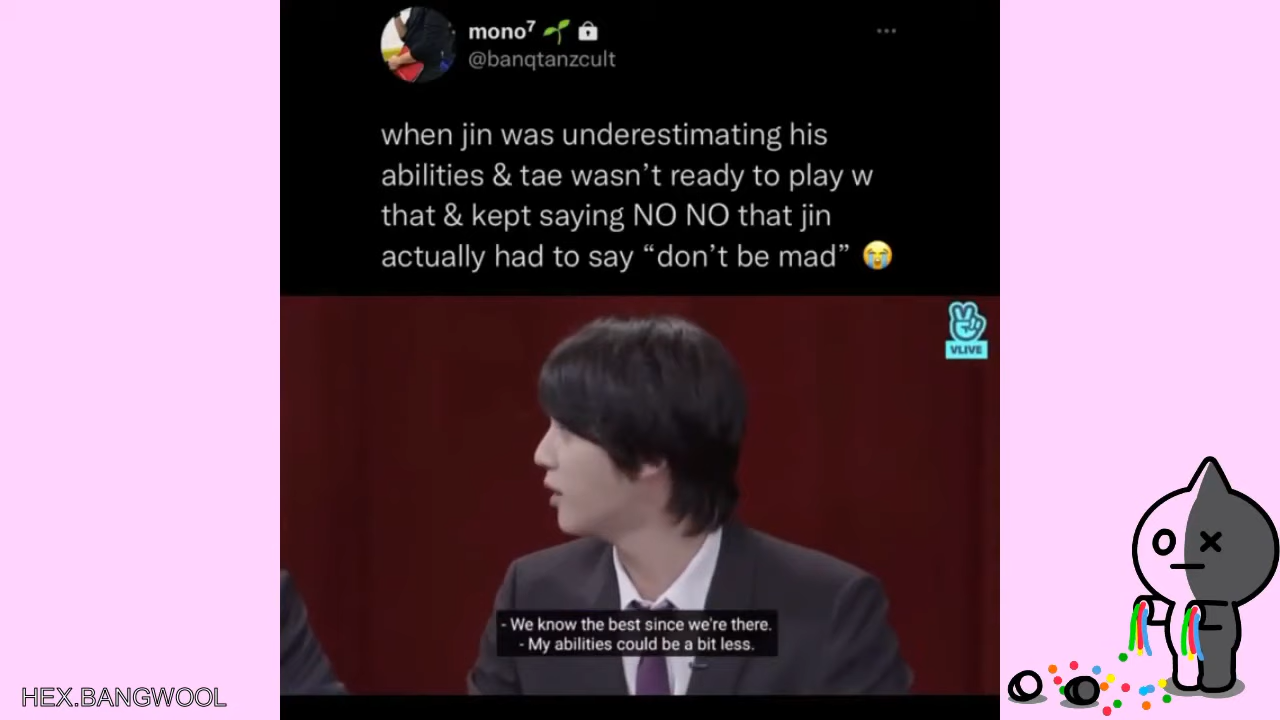 mono⁷ 🌱 🔒
@banqtanzcult
when jin was underestimating his
abilities & tae wasn’t ready to play w
that & kept saying NO NO that jin
actually had to say “don’t be mad” 😭
VLIVE
- We know the best since we're there.
- My abilities could be a bit less.
HEX.BANGWOOL